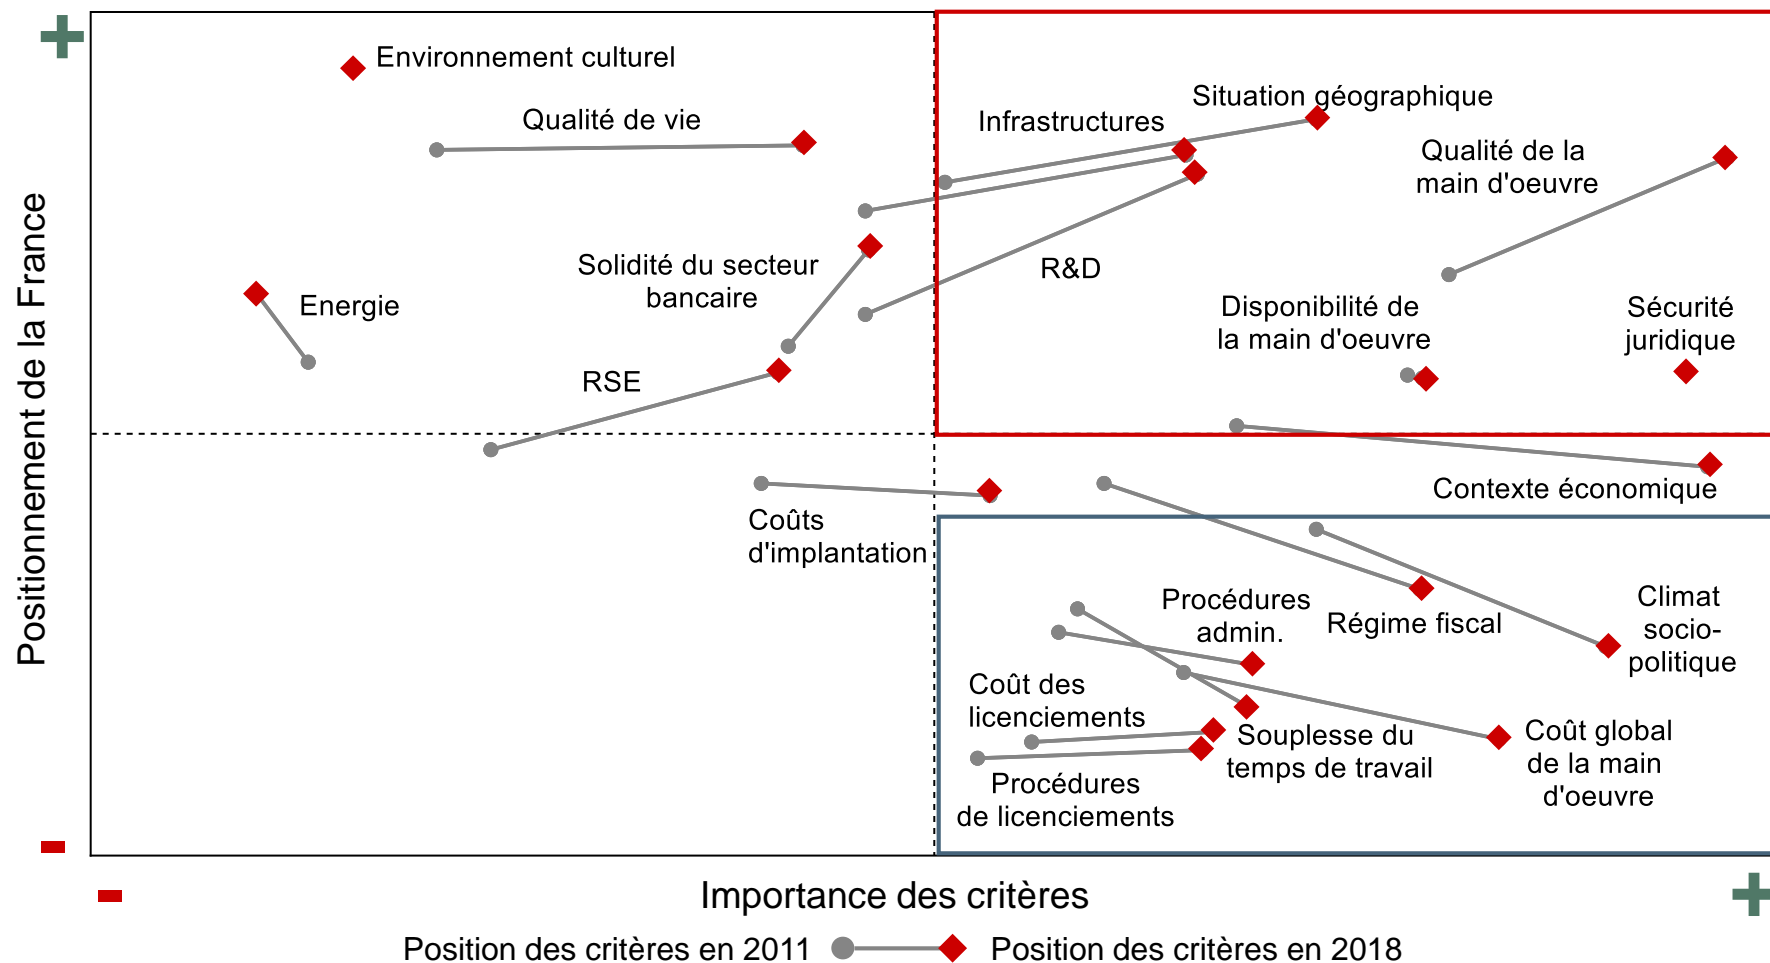 Environnement culturel
Qualité de vie
Situation géographique
Infrastructures
Qualité de la
main d'oeuvre
Solidité du secteur
bancaire
R&D
Energie
Disponibilité de
la main d'oeuvre
Sécurité
juridique
RSE
Contexte économique
Coûts
d'implantation
Procédures
admin.
Régime fiscal
Climat
socio-
politique
Coût des
licenciements
Souplesse du
temps de travail
Coût global
de la main
d'oeuvre
Procédures
de licenciements
Positionnement de la France
Importance des critères
Position des critères en 2011
Position des critères en 2018